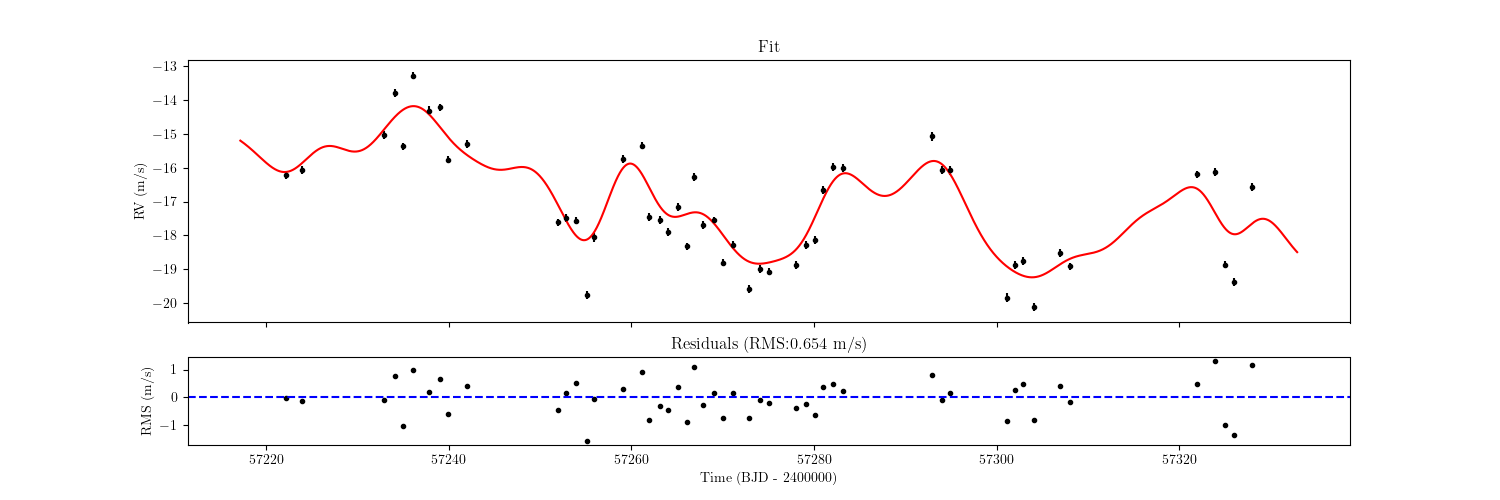 Fit
RV (m/s)
−13
−14
−15
−16
−17
−18
−19
−20
Residuals (RMS:0.654 m/s)
RMS (m/s)
1
0
−1
57220 57240 57260 57280 57300 57320
Time (BJD - 2400000)